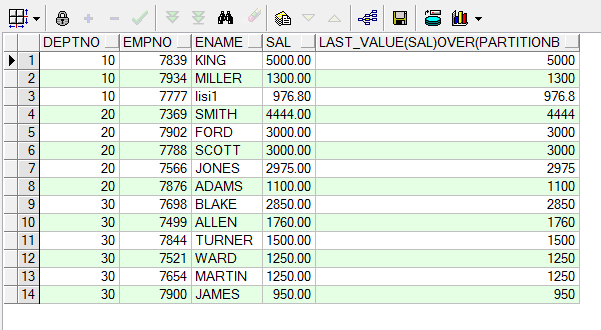 DEPTNO EMPNO ENAME SAL LAST_VALUE(SAL)OVER(PARTITIONB
1 10 7839 KING 5000.00 5000
2 10 7934 MILLER 1300.00 1300
3 10 7777 lisi1 976.80 976.8
4 20 7369 SMITH 4444.00 4444
5 20 7902 FORD 3000.00 3000
6 20 7788 SCOTT 3000.00 3000
7 20 7566 JONES 2975.00 2975
8 20 7876 ADAMS 1100.00 1100
9 30 7698 BLAKE 2850.00 2850
10 30 7499 ALLEN 1760.00 1760
11 30 7844 TURNER 1500.00 1500
12 30 7521 WARD 1250.00 1250
13 30 7654 MARTIN 1250.00 1250
14 30 7900 JAMES 950.00 950